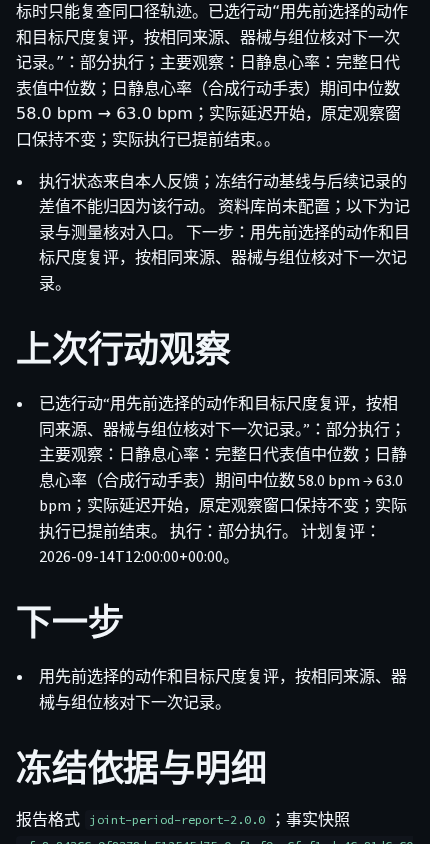 标时只能复查同口径轨迹。已选行动“用先前选择的动作
和目标尺度复评，按相同来源、器械与组位核对下一次
记录。”：部分执行；主要观察：日静息心率：完整日代
表值中位数；日静息心率（合成行动手表）期间中位数
58.0 bpm → 63.0 bpm；实际延迟开始，原定观察窗
口保持不变；实际执行已提前结束。。
• 执行状态来自本人反馈；冻结行动基线与后续记录的
差值不能归因为该行动。 资料库尚未配置；以下为记
录与测量核对入口。 下一步：用先前选择的动作和目
标尺度复评，按相同来源、器械与组位核对下一次记
录。
上次行动观察
• 已选行动“用先前选择的动作和目标尺度复评，按相
同来源、器械与组位核对下一次记录。”：部分执行；
主要观察：日静息心率：完整日代表值中位数；日静
息心率（合成行动手表）期间中位数 58.0 bpm → 63.0
bpm；实际延迟开始，原定观察窗口保持不变；实际
执行已提前结束。 执行：部分执行。 计划复评：
2026-09-14T12:00:00+00:00。
下一步
• 用先前选择的动作和目标尺度复评，按相同来源、器
械与组位核对下一次记录。
冻结依据与明细
报告格式 joint-period-report-2.0.0；事实快照